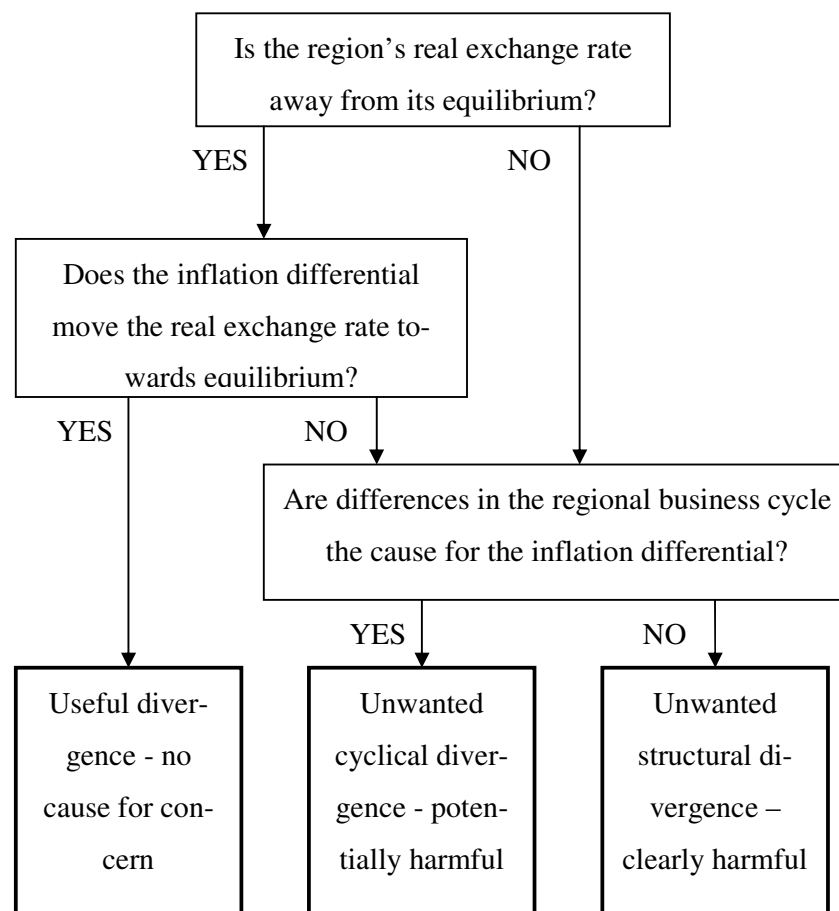 Is the region’s real exchange rate
away from its equilibrium?
YES
NO
Does the inflation differential
move the real exchange rate to-
wards equilibrium?
YES
NO
Are differences in the regional business cycle
the cause for the inflation differential?
YES
NO
Useful diver-
gence - no
cause for con-
cern
Unwanted
cyclical diver-
gence - poten-
tially harmful
Unwanted
structural di-
vergence –
clearly harmful